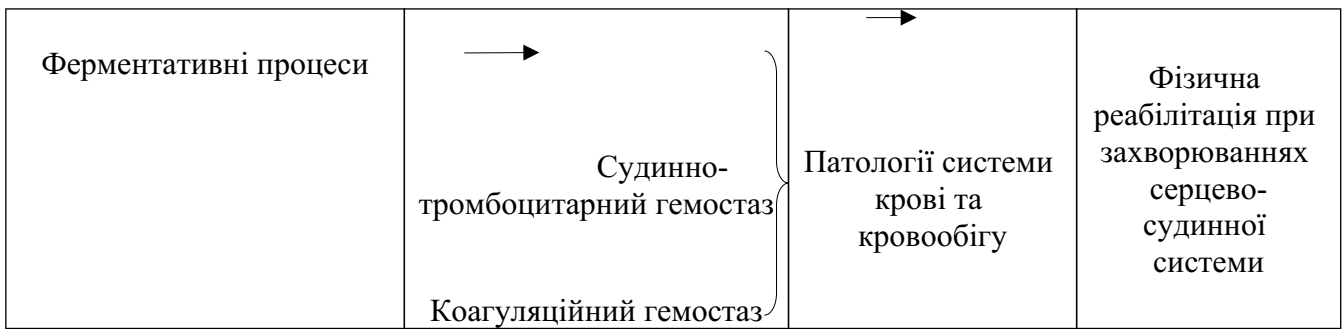 Ферментативні процеси
Судинно-
тромбоцитарний гемостаз
Коагуляційний гемостаз
Патології системи
крові та
кровообігу
Фізична
реабілітація при
захворюваннях
серцево-
судинної
системи